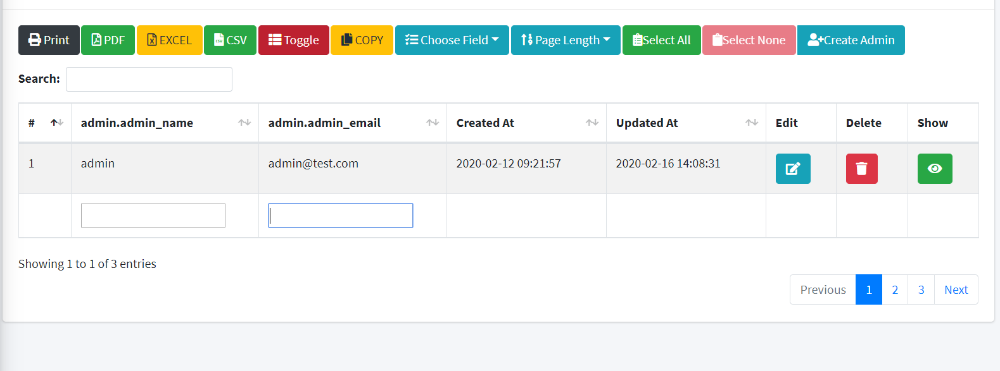 Print PDF EXCEL CSV Toggle COPY Choose Field Page Length Select All Select None Create Admin
Search:
# admin.admin_name admin.admin_email Created At Updated At Edit Delete Show
1 admin admin@test.com 2020-02-12 09:21:57 2020-02-16 14:08:31
Showing 1 to 1 of 3 entries
Previous 1 2 3 Next